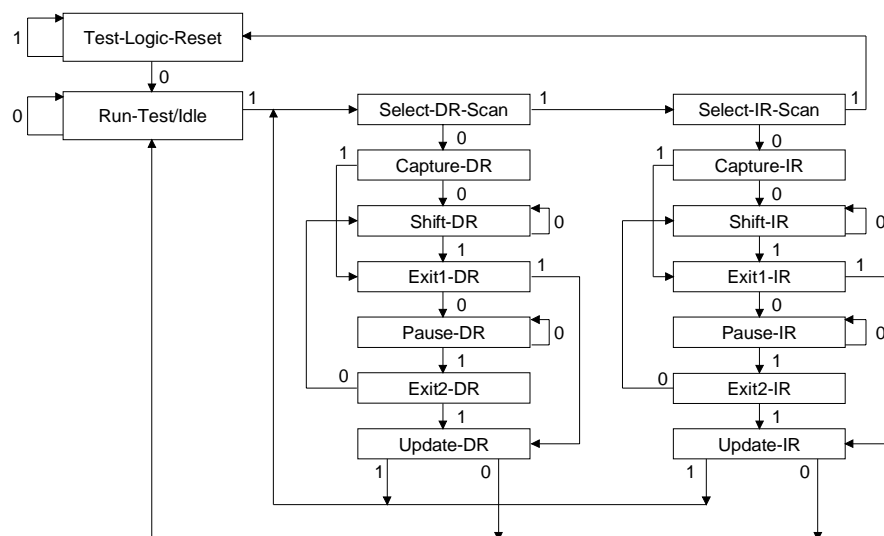 1 Test-Logic-Reset
0
0 Run-Test/Idle 1 Select-DR-Scan 1 Select-IR-Scan 1
0 0
1 Capture-DR 1 Capture-IR
0 0
Shift-DR 0 Shift-IR 0
1 1
Exit1-DR 1 Exit1-IR 1
0 0
Pause-DR 0 Pause-IR 0
1 1
0 Exit2-DR 0 Exit2-IR
1 1
Update-DR Update-IR
1 0 1 0